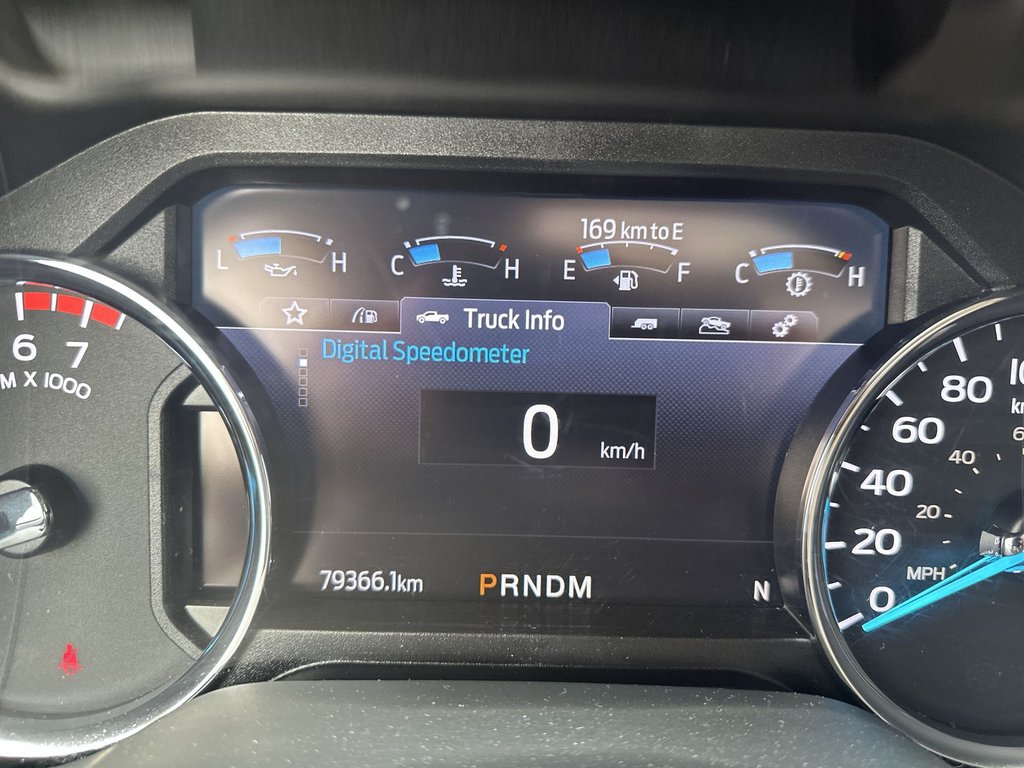 169 km to E
L H
C H
E F
C H
Truck Info
Digital Speedometer
0 km/h
79366.1km
PRNDM
N
6 7
M X 1000
80
60
40
20
0
40
20
MPH